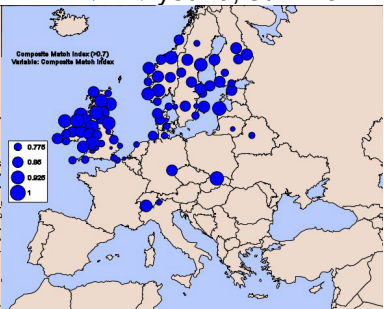 Composite Match Index (>0.7)
Variable: Composite Match Index
0.775
0.85
0.925
1